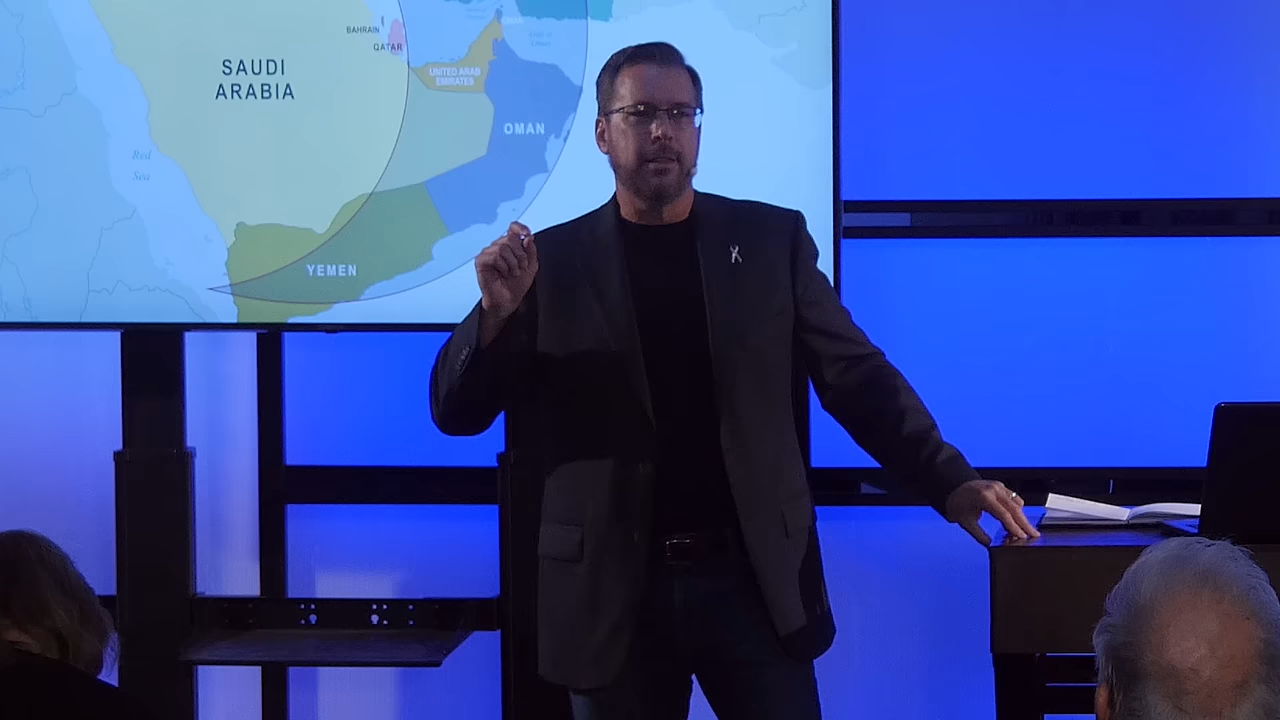 BAHRAIN
QATAR
SAUDI
ARABIA
UNITED ARAB
EMIRATES
OMAN
Red
Sea
YEMEN